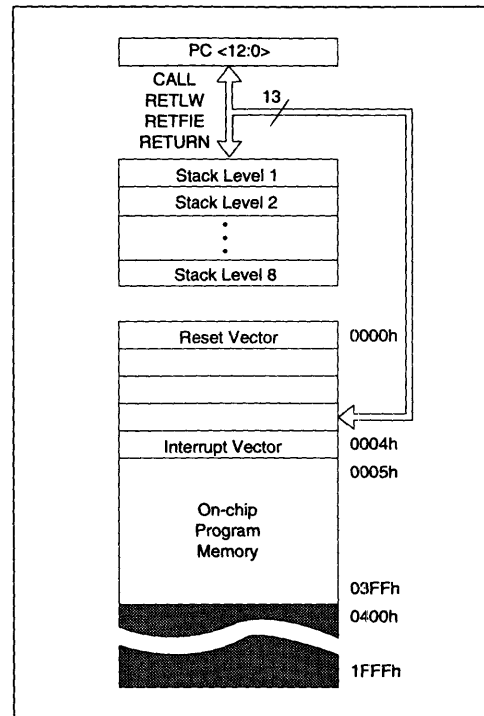 PC <12:0>
CALL
RETLW
RETFIE
RETURN
13
Stack Level 1
Stack Level 2
Stack Level 8
Reset Vector
0000h
Interrupt Vector
0004h
0005h
On-chip
Program
Memory
03FFh
0400h
1FFFh